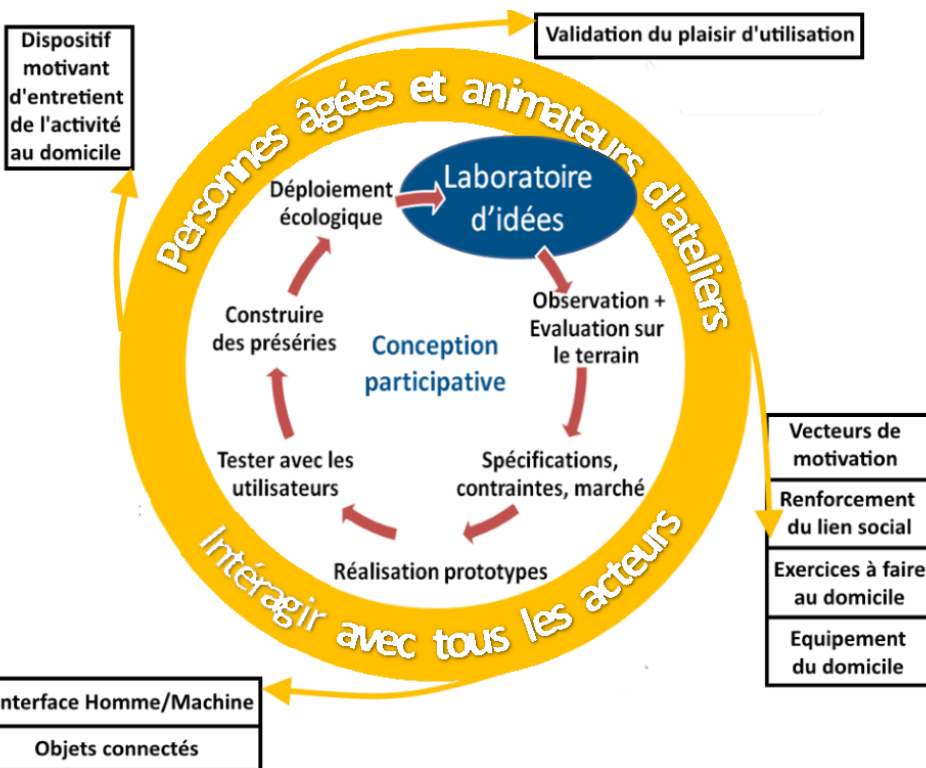 Dispositif
motivant
d'entretient
de l'activité
au domicile
Validation du plaisir d'utilisation
Personnes âgées et animateurs d'ateliers
Laboratoire
d'idées
Déploiement
écologique
Observation +
Evaluation sur
le terrain
Construire
des préséries
Conception
participative
Tester avec les
utilisateurs
Spécifications,
contraintes, marché
Réalisation prototypes
Intéragir avec tous les acteurs
Vecteurs de
motivation
Renforcement
du lien social
Exercices à faire
au domicile
Equipement
du domicile
nterface Homme/Machine
Objets connectés